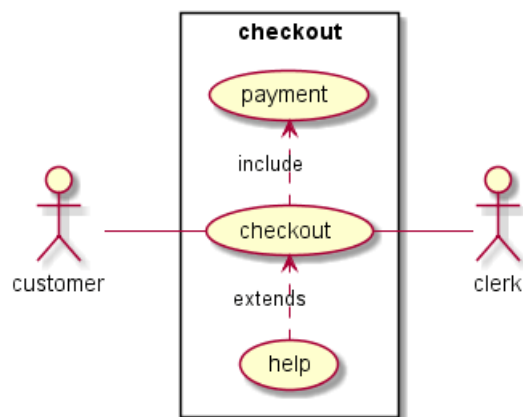 checkout
payment
include
checkout
customer
clerk
extends
help